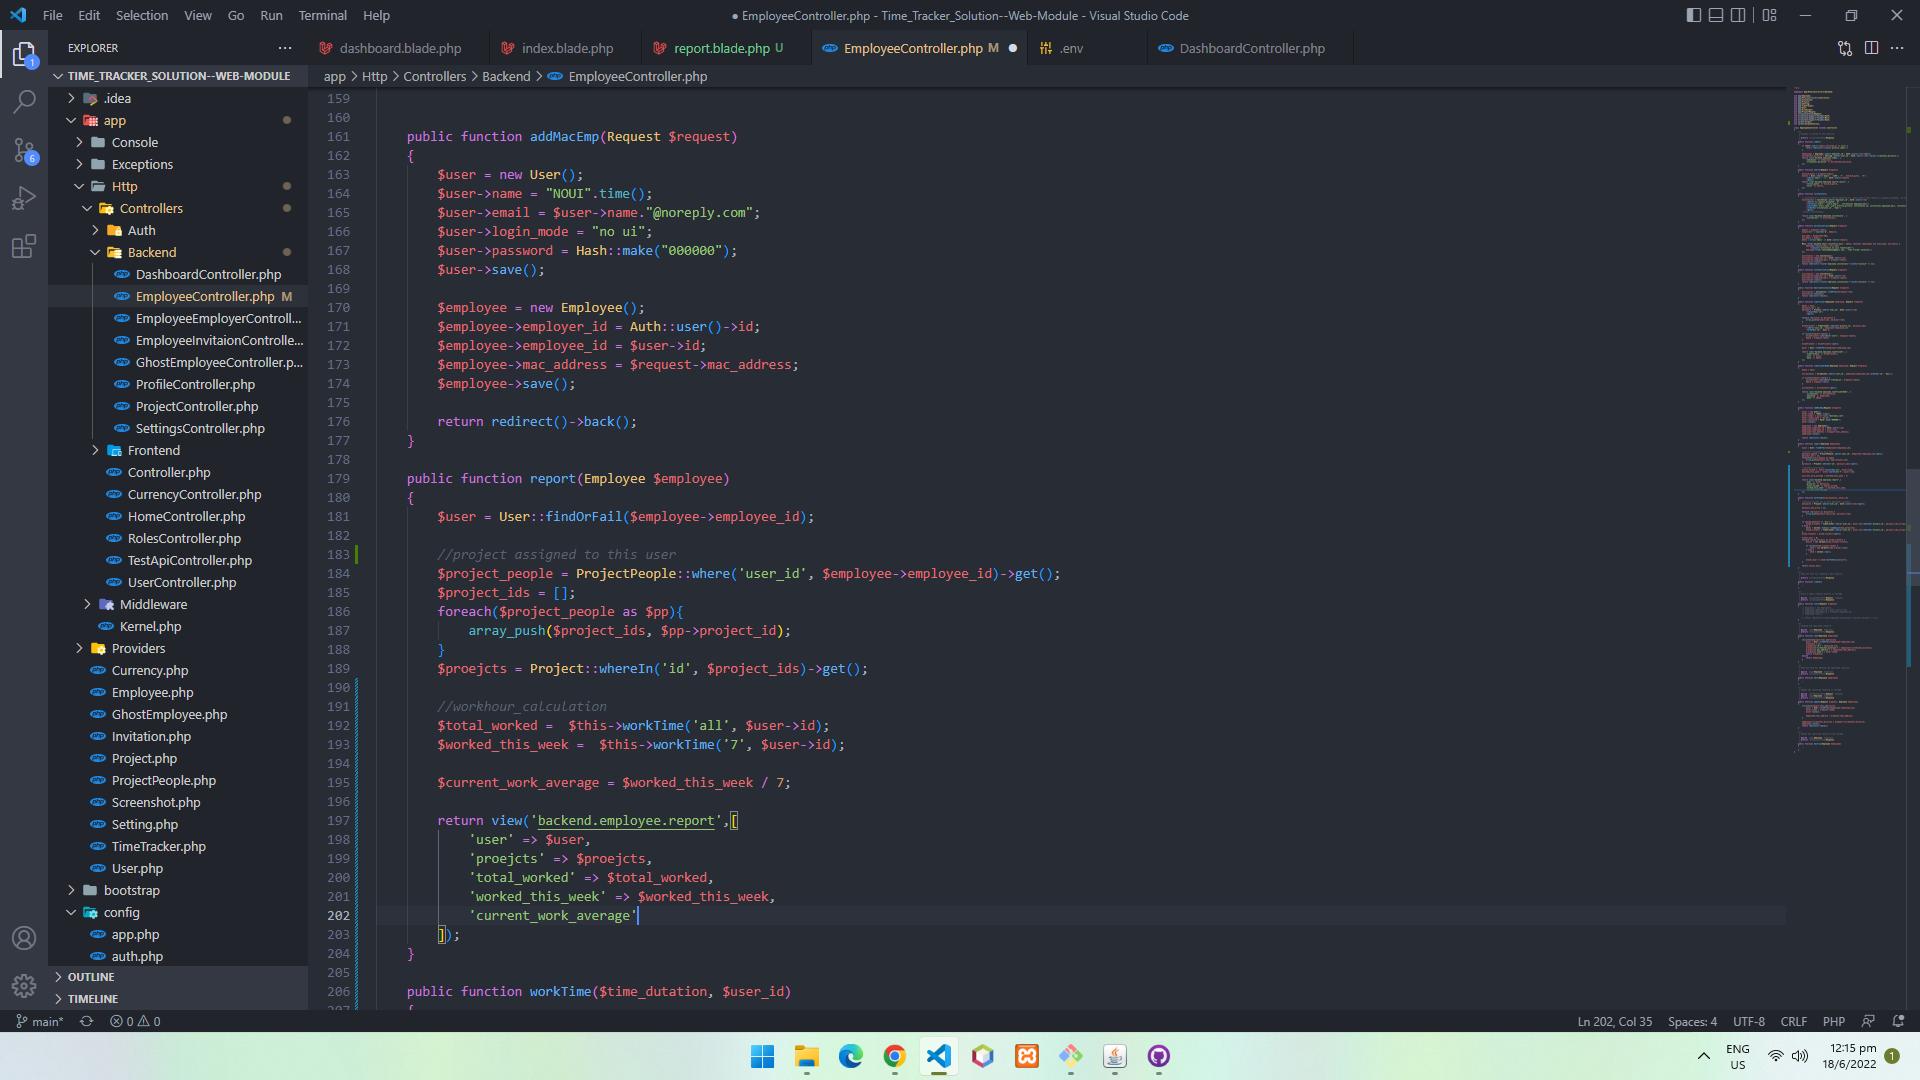 File Edit Selection View Go Run Terminal Help
● EmployeeController.php - Time_Tracker_Solution--Web-Module - Visual Studio Code
EXPLORER
dashboard.blade.php
index.blade.php
report.blade.php U
EmployeeController.php M
.env
DashboardController.php
TIME_TRACKER_SOLUTION--WEB-MODULE
app > Http > Controllers > Backend > EmployeeController.php
.idea
app
Console
Exceptions
Http
Controllers
Auth
Backend
DashboardController.php
EmployeeController.php M
EmployeeEmployerControll...
EmployeeInvitaionControlle...
GhostEmployeeController.p...
ProfileController.php
ProjectController.php
SettingsController.php
Frontend
Controller.php
CurrencyController.php
HomeController.php
RolesController.php
TestApiController.php
UserController.php
Middleware
Kernel.php
Providers
Currency.php
Employee.php
GhostEmployee.php
Invitation.php
Project.php
ProjectPeople.php
Screenshot.php
Setting.php
TimeTracker.php
User.php
bootstrap
config
app.php
auth.php
OUTLINE
TIMELINE
159
160
161 public function addMacEmp(Request $request)
162 {
163 $user = new User();
164 $user->name = "NOUI".time();
165 $user->email = $user->name."@noreply.com";
166 $user->login_mode = "no ui";
167 $user->password = Hash::make("000000");
168 $user->save();
169
170 $employee = new Employee();
171 $employee->employer_id = Auth::user()->id;
172 $employee->employee_id = $user->id;
173 $employee->mac_address = $request->mac_address;
174 $employee->save();
175
176 return redirect()->back();
177 }
178
179 public function report(Employee $employee)
180 {
181 $user = User::findOrFail($employee->employee_id);
182
183 //project assigned to this user
184 $project_people = ProjectPeople::where('user_id', $employee->employee_id)->get();
185 $project_ids = [];
186 foreach($project_people as $pp){
187 array_push($project_ids, $pp->project_id);
188 }
189 $proejcts = Project::whereIn('id', $project_ids)->get();
190
191 //workhour_calculation
192 $total_worked =  $this->workTime('all', $user->id);
193 $worked_this_week =  $this->workTime('7', $user->id);
194
195 $current_work_average = $worked_this_week / 7;
196
197 return view('backend.employee.report',[
198 'user' => $user,
199 'proejcts' => $proejcts,
200 'total_worked' => $total_worked,
201 'worked_this_week' => $worked_this_week,
202 'current_work_average'
203 ]);
204 }
205
206 public function workTime($time_dutation, $user_id)
207 {
main* 0 0
Ln 202, Col 35 Spaces: 4 UTF-8 CRLF PHP
ENG
US
12:15 pm
18/6/2022
1